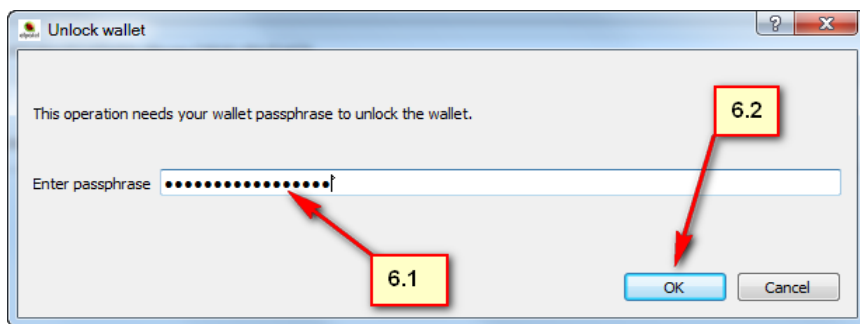 Unlock wallet
This operation needs your wallet passphrase to unlock the wallet.
6.2
Enter passphrase ●●●●●●●●●●●●●●●●●
6.1
OK Cancel